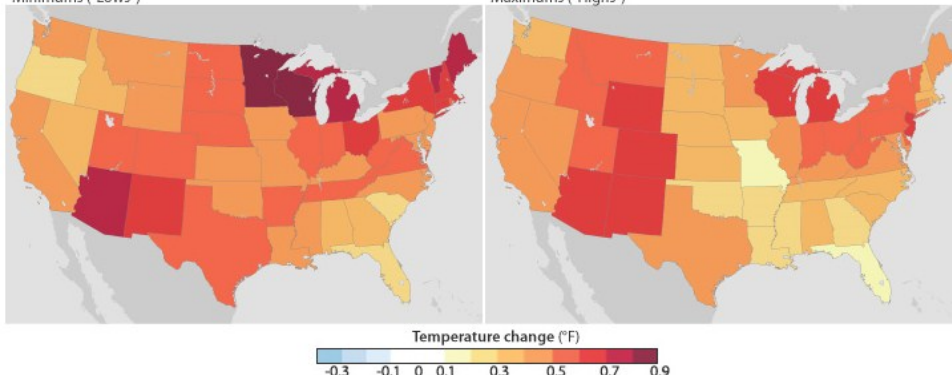 Minimums ("Lows")
Maximums ("Highs")
Temperature change (°F)
-0.3 -0.1 0 0.1 0.3 0.5 0.7 0.9